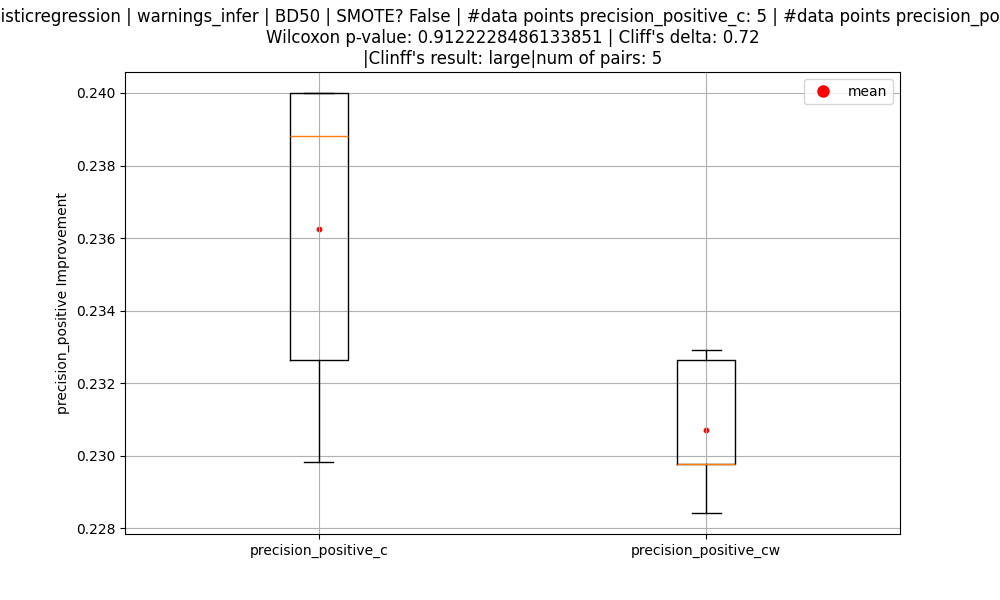 isticregression | warnings_infer | BD50 | SMOTE? False | #data points precision_positive_c: 5 | #data points precision_po
Wilcoxon p-value: 0.9122228486133851 | Cliff's delta: 0.72
|Clinff's result: large|num of pairs: 5
mean
0.240
0.238
0.236
0.234
0.232
0.230
0.228
precision_positive Improvement
precision_positive_c
precision_positive_cw